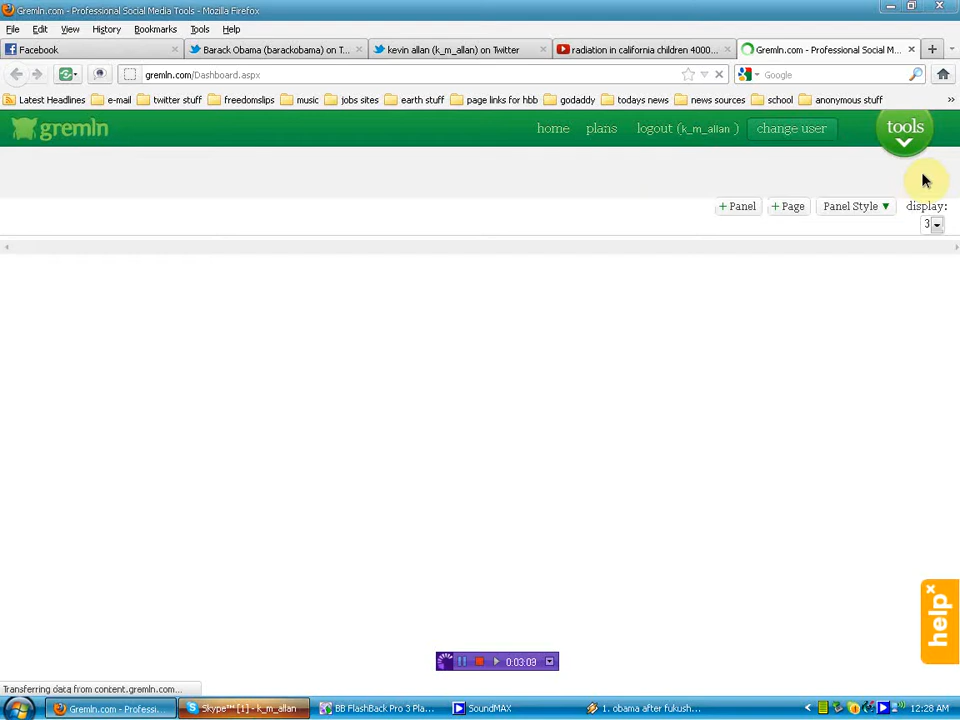 Gremln.com - Professional Social Media Tools - Mozilla Firefox
File Edit View History Bookmarks Tools Help
Facebook
Barack Obama (barackobama) on T...
kevin allan (k_m_allan) on Twitter
radiation in california children 4000...
Gremln.com - Professional Social M...
gremln.com/Dashboard.aspx
Google
Latest Headlines e-mail twitter stuff freedomslips music jobs sites earth stuff page links for hbb godaddy todays news news sources school anonymous stuff
gremln
home plans logout (k_m_allan ) change user tools
+ Panel + Page Panel Style ▼ display:
3
help x
0:03:09
Transferring data from content.gremln.com...
Gremln.com - Professi... Skype™ [1] - k_m_allan BB FlashBack Pro 3 Pla... SoundMAX 1. obama after fukush... 12:28 AM